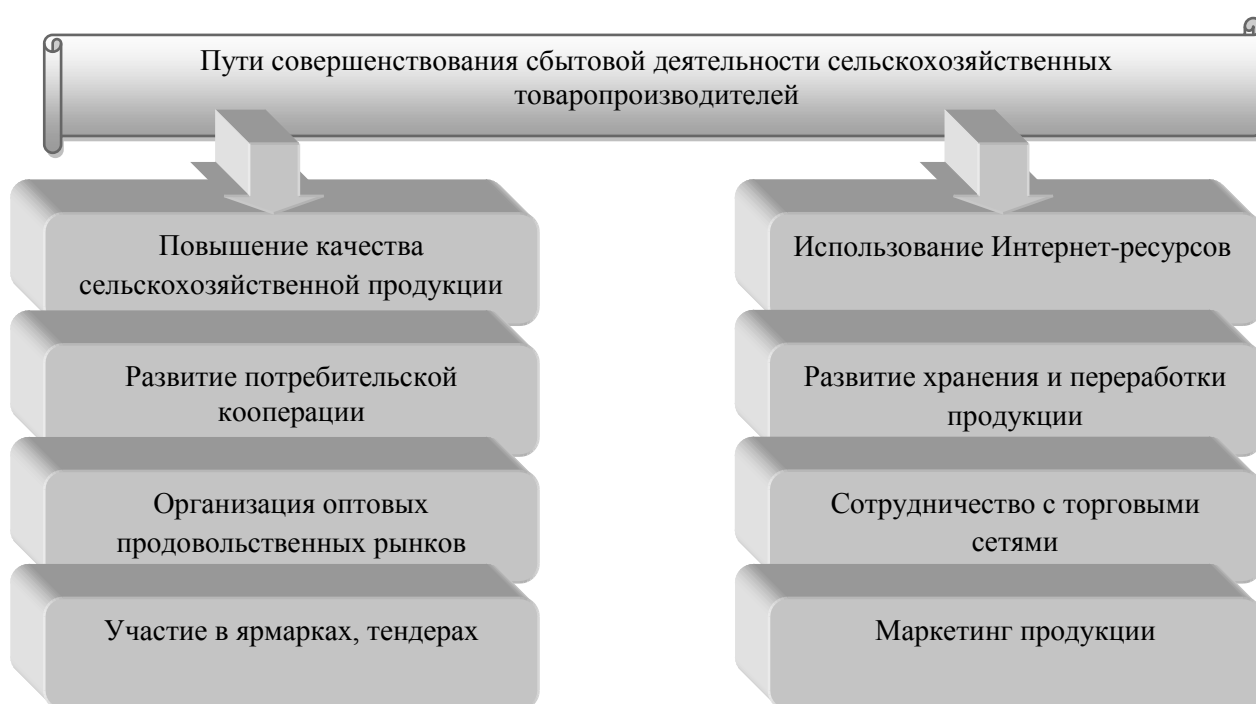 Пути совершенствования сбытовой деятельности сельскохозяйственных
товаропроизводителей
Повышение качества
сельскохозяйственной продукции
Развитие потребительской
кооперации
Организация оптовых
продовольственных рынков
Участие в ярмарках, тендерах
Использование Интернет-ресурсов
Развитие хранения и переработки
продукции
Сотрудничество с торговыми
сетями
Маркетинг продукции